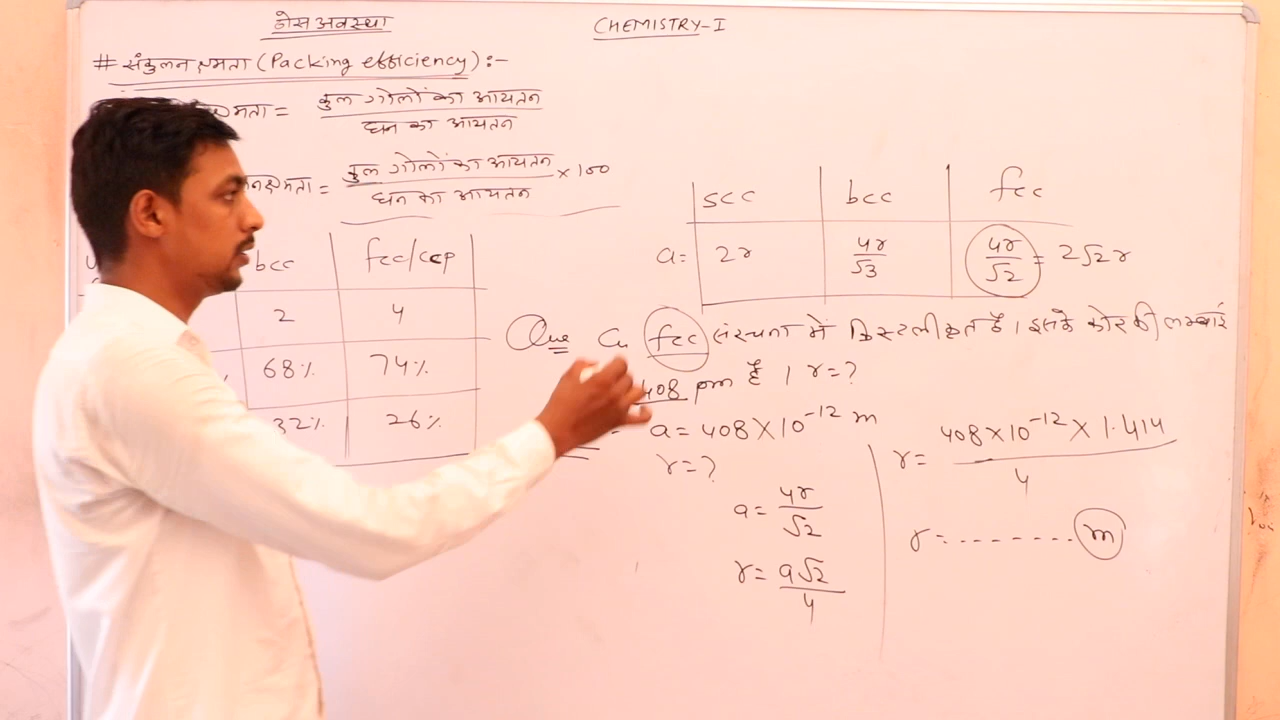 ठोस अवस्था
CHEMISTRY-I
# संकुलन क्षमता (Packing efficiency) :-
क्षमता = कुल गोलों का आयतन / घन का आयतन
क्षमता = कुल गोलों का आयतन / घन का आयतन × 100
bcc | fcc/ccp
2 | 4
68% | 74%
32% | 26%
scc | bcc | fcc
a = 2r | 4r/√3 | 4r/√2 = 2√2r
Que Cu fcc संरचना में क्रिस्टलीकृत है। इसके कोर की लम्बाई
408 pm है। r=?
a = 408×10⁻¹² m
r = ?
a = 4r/√2
r = a√2/4
r = 408×10⁻¹² × 1.414 / 4
r = - - - - - - - m